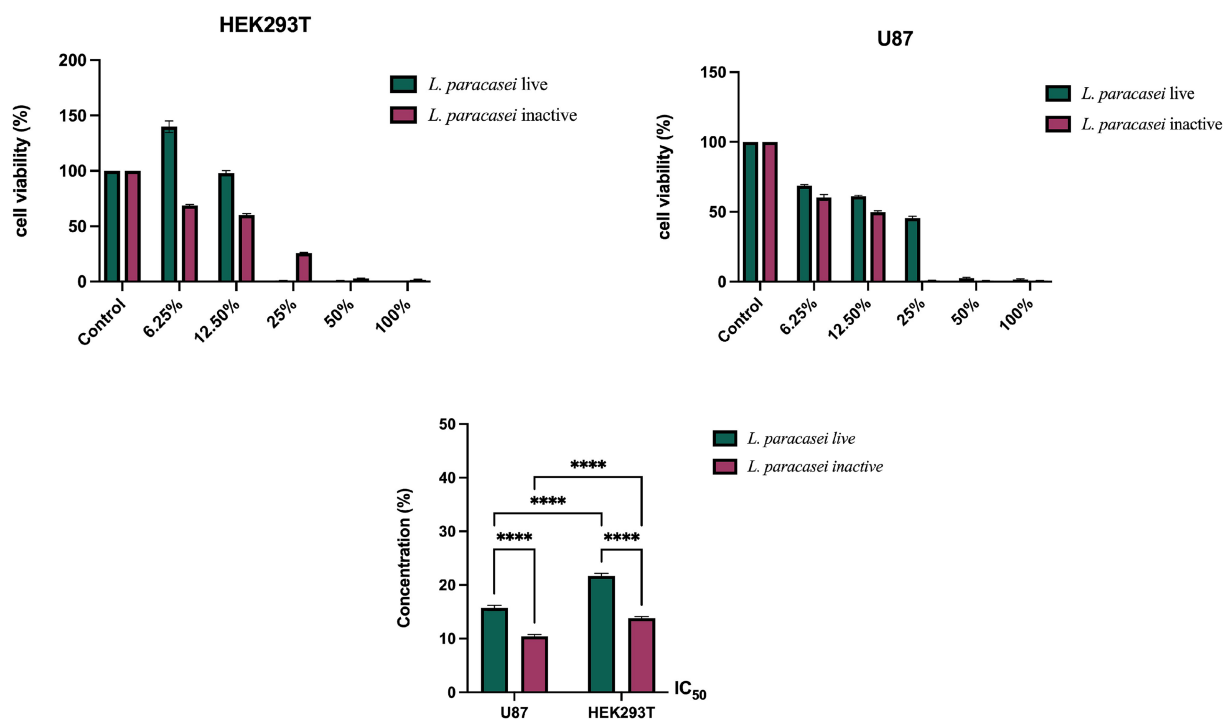 HEK293T
200
150
100
50
0
cell viability (%)
Control
6.25%
12.50%
25%
50%
100%
L. paracasei live
L. paracasei inactive
U87
150
100
50
0
cell viability (%)
Control
6.25%
12.50%
25%
50%
100%
L. paracasei live
L. paracasei inactive
50
40
30
20
10
0
Concentration (%)
****
****
**** ****
U87 HEK293T
IC50
L. paracasei live
L. paracasei inactive